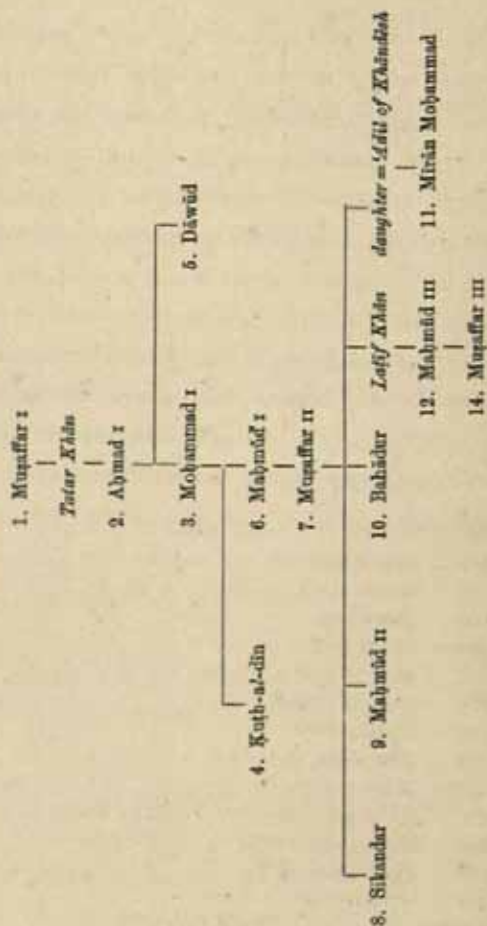 1. Muẓaffar I
Tatar Khān
2. Aḥmad I
3. Moḥammad I 5. Dāwūd
4. Ḳuṭb-al-dīn 6. Maḥmūd I
7. Muẓaffar II
8. Sikandar 9. Maḥmūd II 10. Bahādur Laṭīf Khān daughter = 'Ādil of Khāndēsh
12. Maḥmūd III 11. Mīrān Moḥammad
14. Muẓaffar III